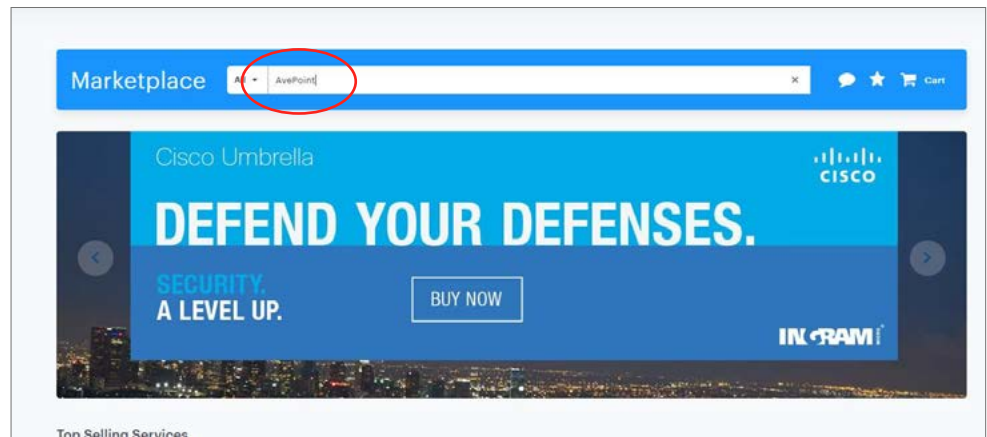 Marketplace
All
AvePoint
×
Cart
Cisco Umbrella
CISCO
DEFEND YOUR DEFENSES.
SECURITY.
A LEVEL UP.
BUY NOW
INGRAM
Top Selling Services